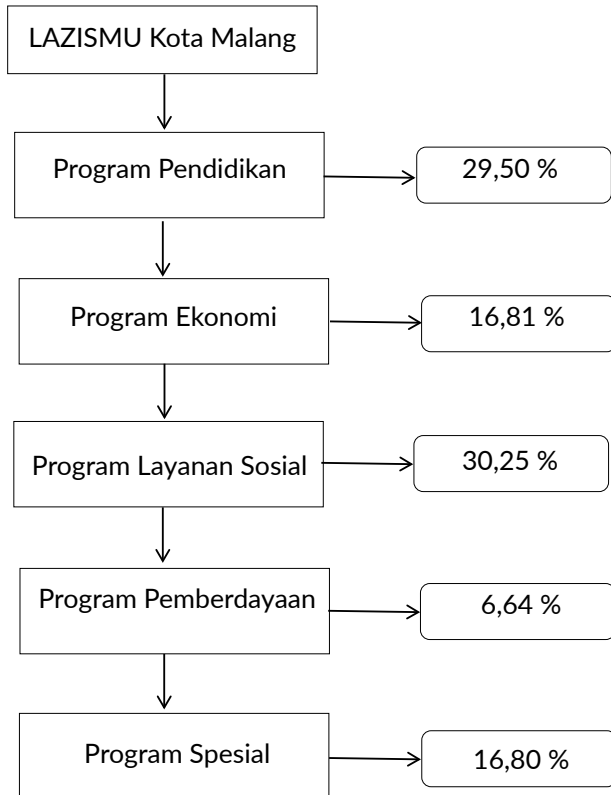 LAZISMU Kota Malang
Program Pendidikan
29,50 %
Program Ekonomi
16,81 %
Program Layanan Sosial
30,25 %
Program Pemberdayaan
6,64 %
Program Spesial
16,80 %